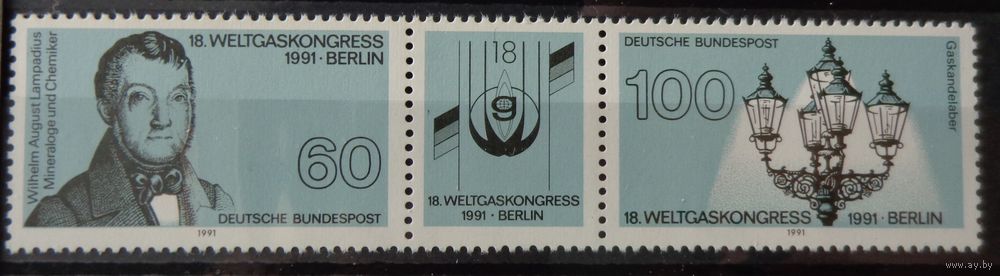 Wilhelm August Lampadius
Mineraloge und Chemiker
18. WELTGASKONGRESS
1991 · BERLIN
60
DEUTSCHE BUNDESPOST
1991
18
g
18. WELTGASKONGRESS
1991 · BERLIN
DEUTSCHE BUNDESPOST
100
Gaskandelaber
18. WELTGASKONGRESS 1991 · BERLIN
1991
www.ay.by